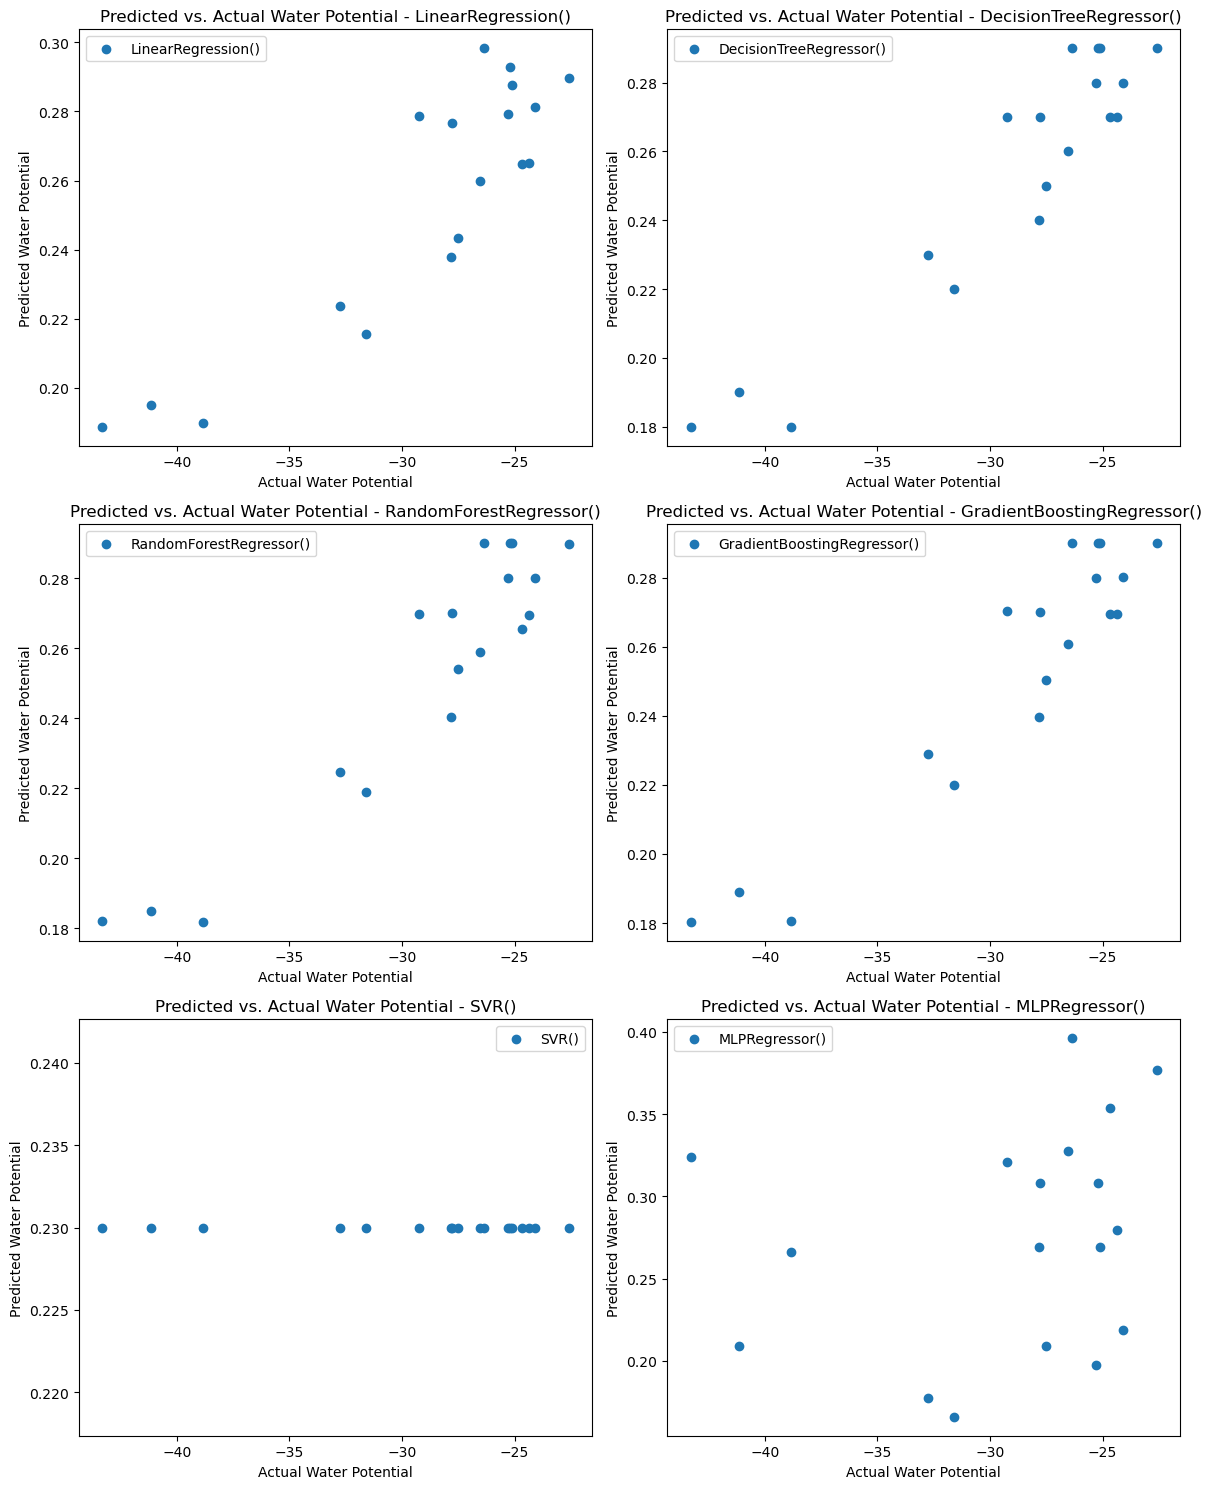 Predicted vs. Actual Water Potential - LinearRegression()
LinearRegression()
0.30
0.28
0.26
0.24
0.22
0.20
Predicted Water Potential
−40
−35
−30
−25
Actual Water Potential
Predicted vs. Actual Water Potential - DecisionTreeRegressor()
DecisionTreeRegressor()
0.28
0.26
0.24
0.22
0.20
0.18
Predicted Water Potential
−40
−35
−30
−25
Actual Water Potential
Predicted vs. Actual Water Potential - RandomForestRegressor()
RandomForestRegressor()
0.28
0.26
0.24
0.22
0.20
0.18
Predicted Water Potential
−40
−35
−30
−25
Actual Water Potential
Predicted vs. Actual Water Potential - GradientBoostingRegressor()
GradientBoostingRegressor()
0.28
0.26
0.24
0.22
0.20
0.18
Predicted Water Potential
−40
−35
−30
−25
Actual Water Potential
Predicted vs. Actual Water Potential - SVR()
SVR()
0.240
0.235
0.230
0.225
0.220
Predicted Water Potential
−40
−35
−30
−25
Actual Water Potential
Predicted vs. Actual Water Potential - MLPRegressor()
MLPRegressor()
0.40
0.35
0.30
0.25
0.20
Predicted Water Potential
−40
−35
−30
−25
Actual Water Potential